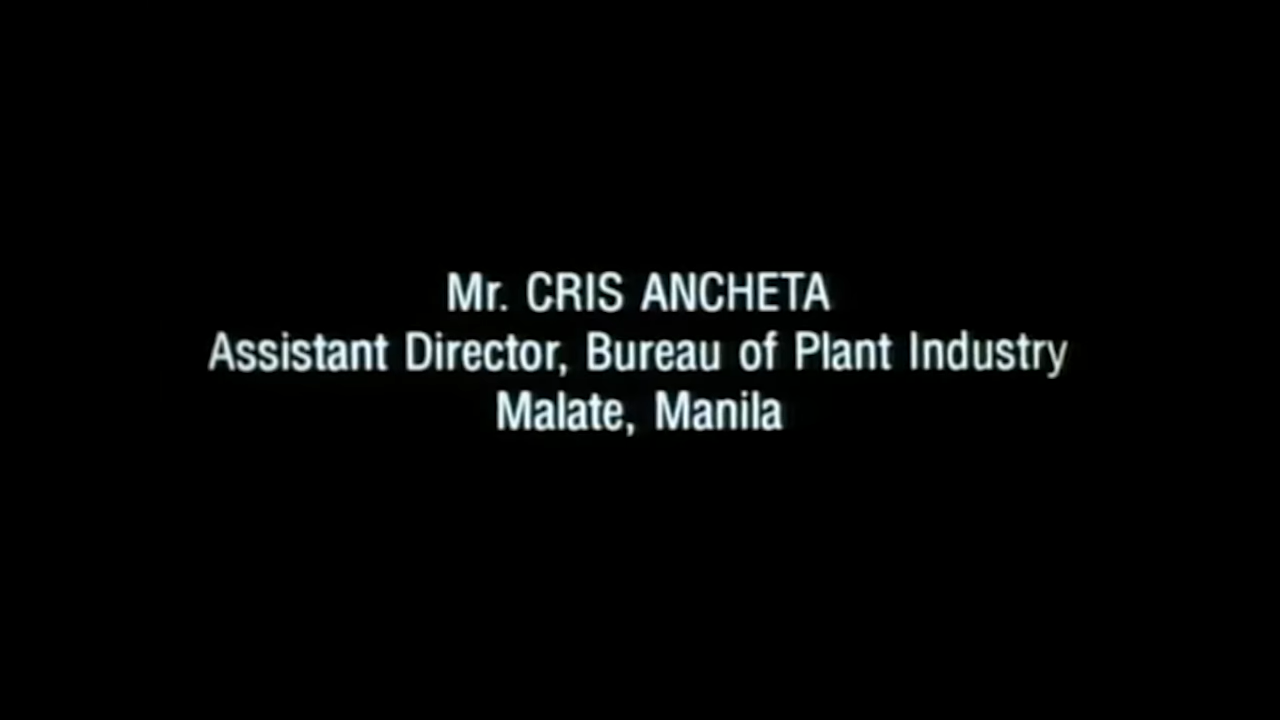 Mr. CRIS ANCHETA
Assistant Director, Bureau of Plant Industry
Malate, Manila